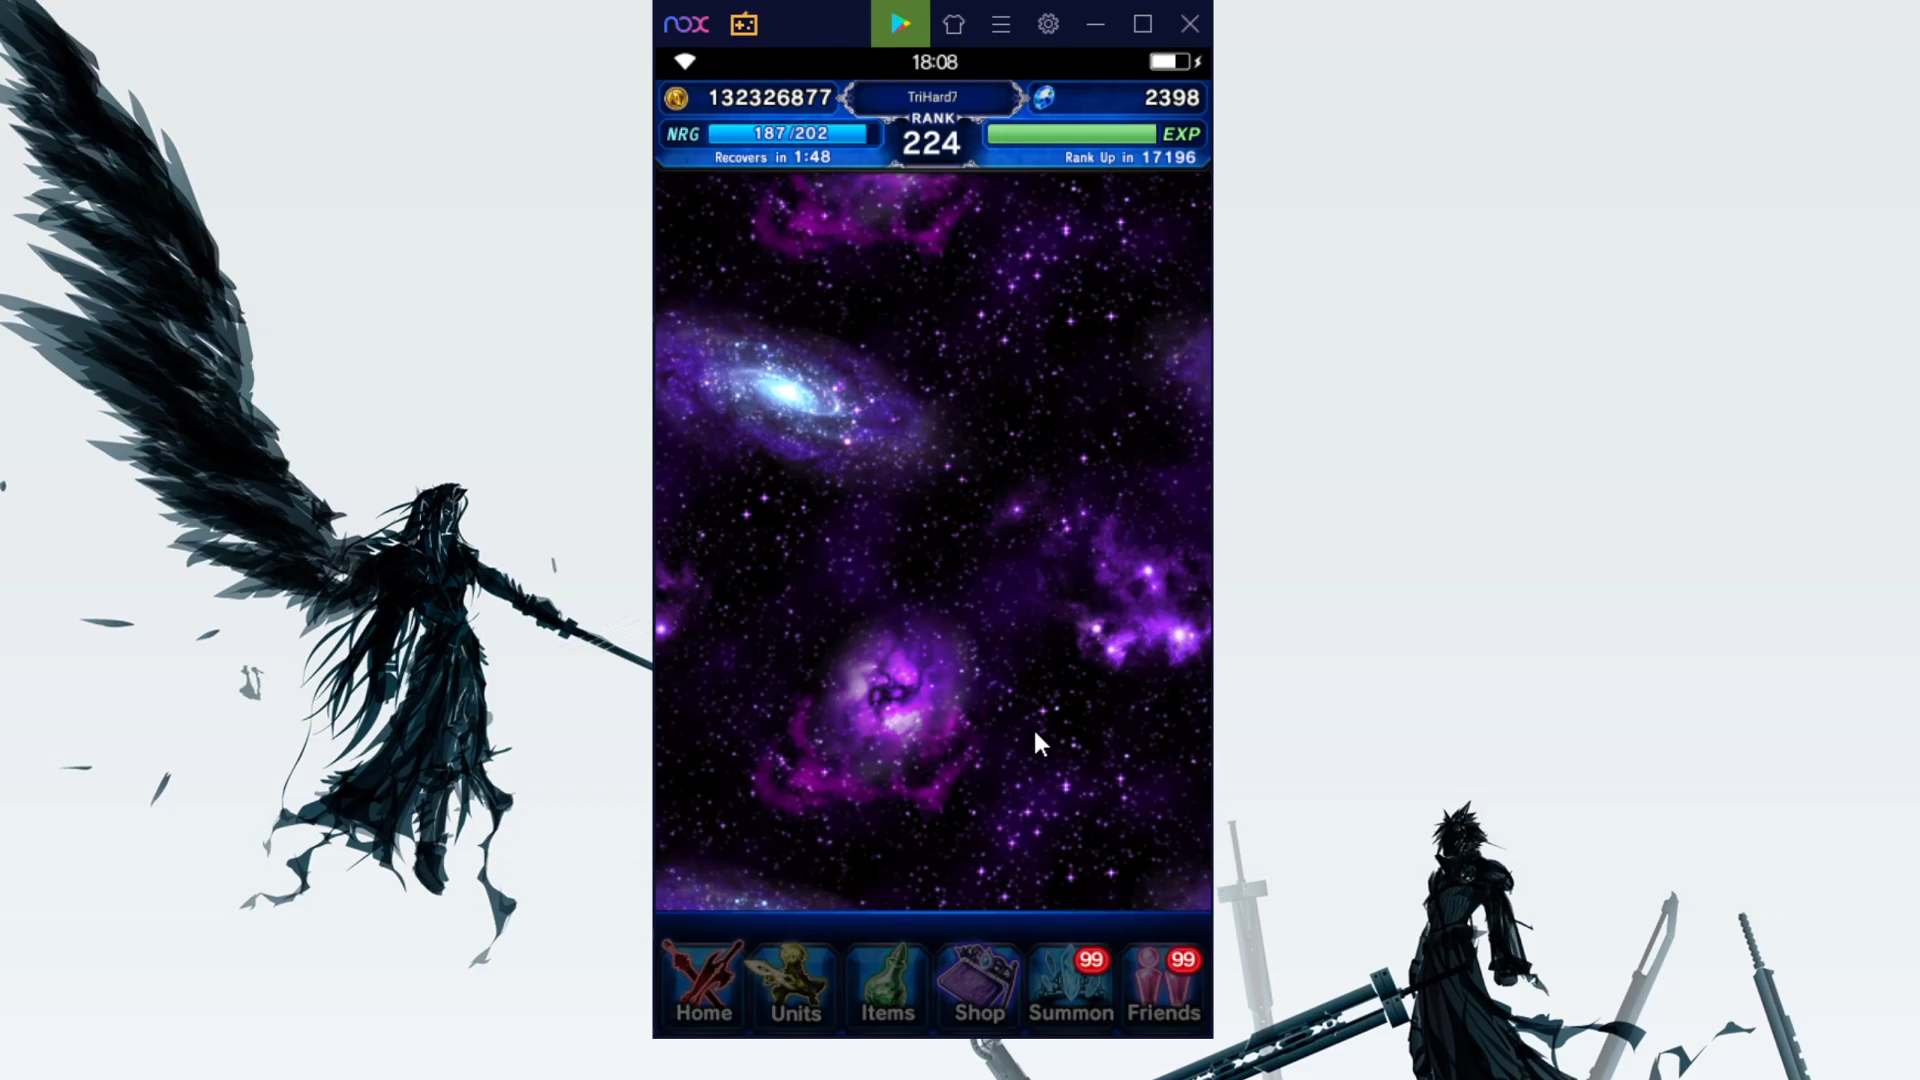 nox
18:08
132326877
TriHard7
2398
NRG 187/202
RANK
224
EXP
Recovers in 1:48
Rank Up in 17196
99
99
Home
Units
Items
Shop
Summon
Friends